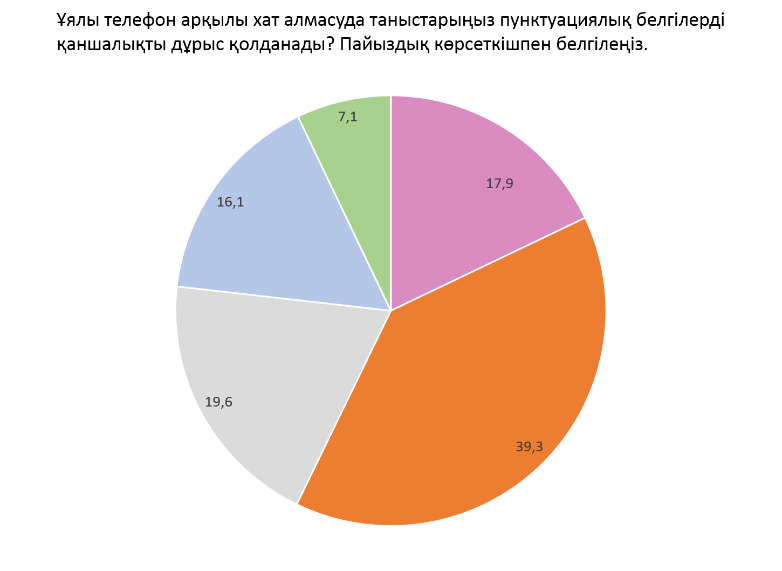 Ұялы телефон арқылы хат алмасуда таныстарыңыз пунктуациялық белгілерді
қаншалықты дұрыс қолданады? Пайыздық көрсеткішпен белгілеңіз.
7,1
17,9
16,1
19,6
39,3